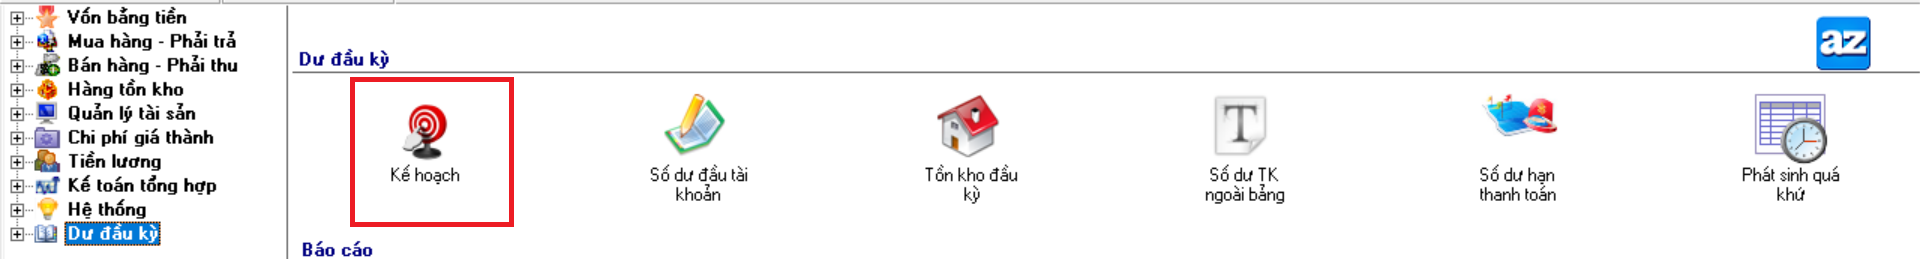 Vốn bằng tiền
Mua hàng - Phải trả
Bán hàng - Phải thu
Hàng tồn kho
Quản lý tài sản
Chi phí giá thành
Tiền lương
Kế toán tổng hợp
Hệ thống
Dư đầu kỳ
az
Dư đầu kỳ
Kế hoạch
Số dư đầu tài
khoản
Tồn kho đầu
kỳ
T
Số dư TK
ngoài bảng
Số dư hạn
thanh toán
Phát sinh quá
khứ
Báo cáo